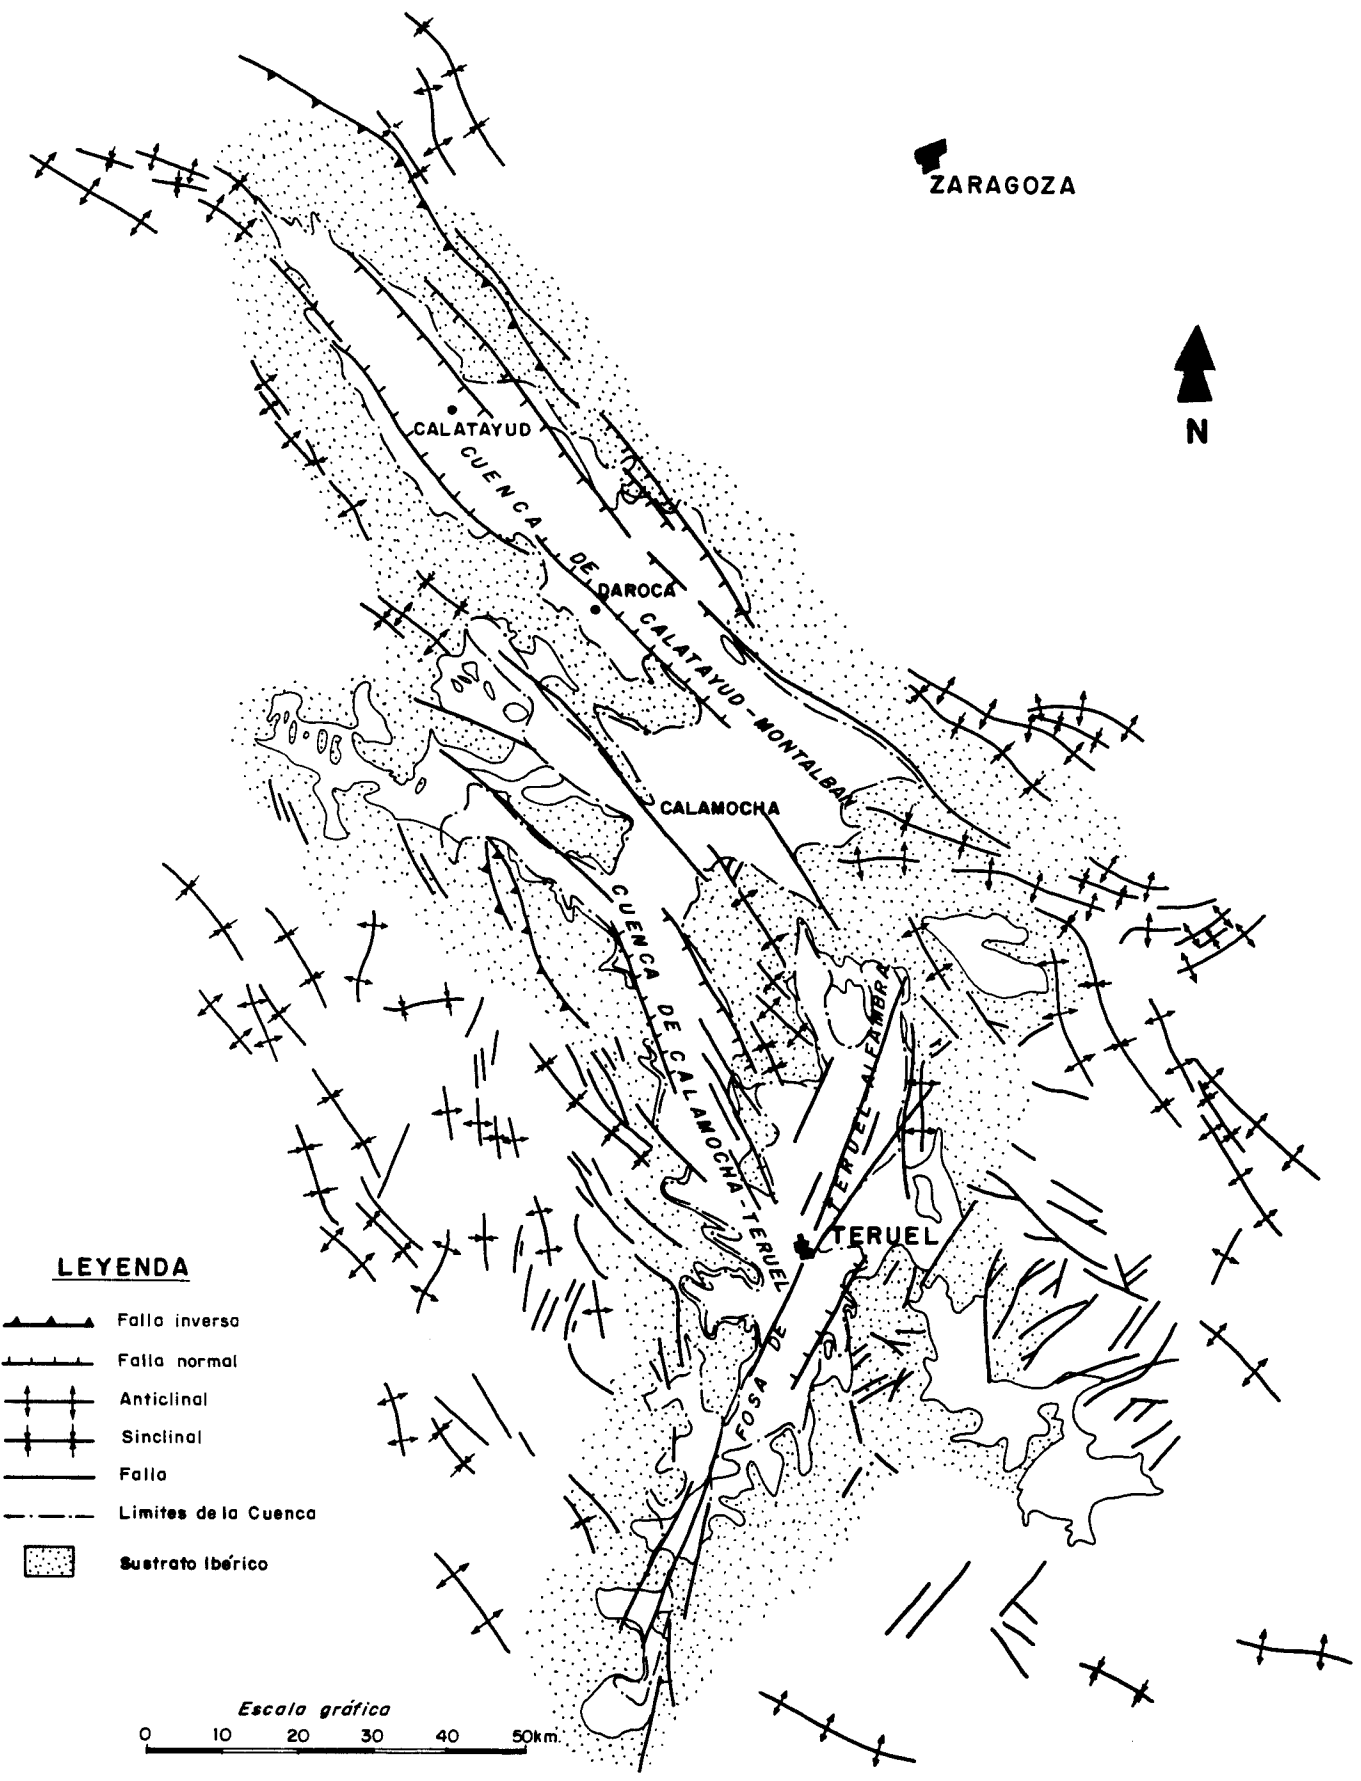 ZARAGOZA
N
CALATAYUD
CUENCA DE CALATAYUD-MONTALBAN
DAROCA
CALAMOCHA
CUENCA DE CALAMOCHA-TERUEL
FOSA DE TERUEL-ALFAMBRA
TERUEL
LEYENDA
Falla inversa
Falla normal
Anticlinal
Sinclinal
Falla
Limites de la Cuenca
Sustrato Ibérico
Escala gráfica
0 10 20 30 40 50km.